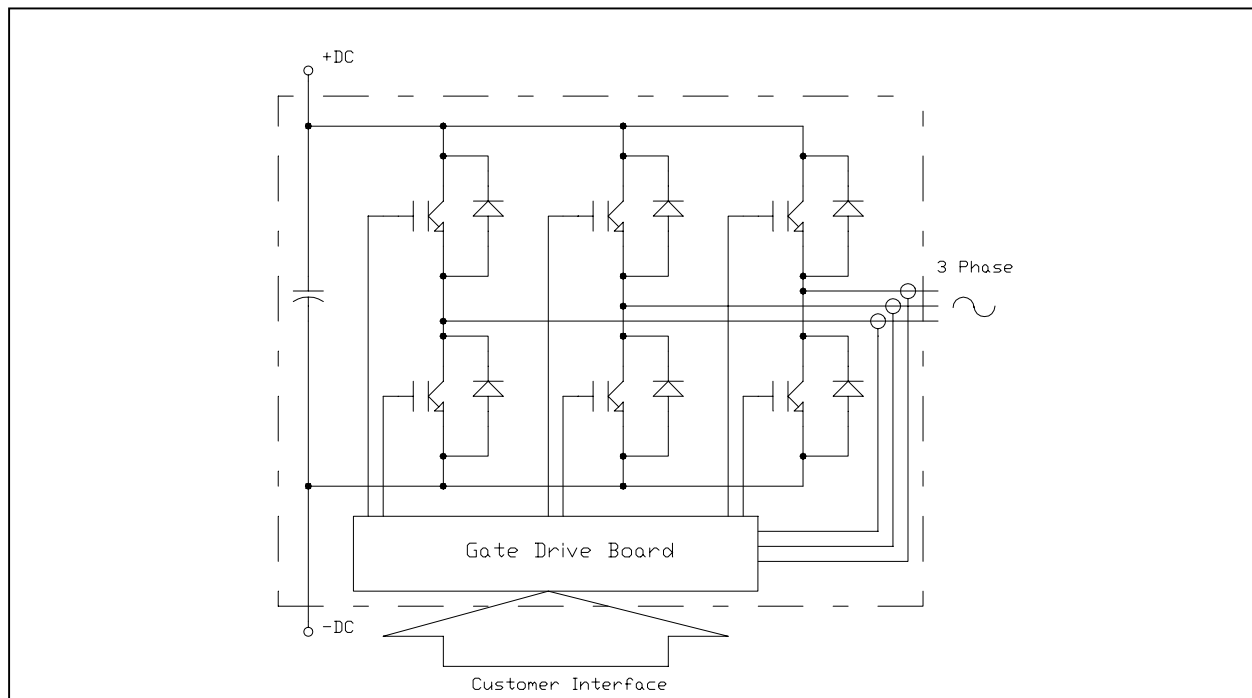 +DC
3 Phase
Gate Drive Board
-DC
Customer Interface